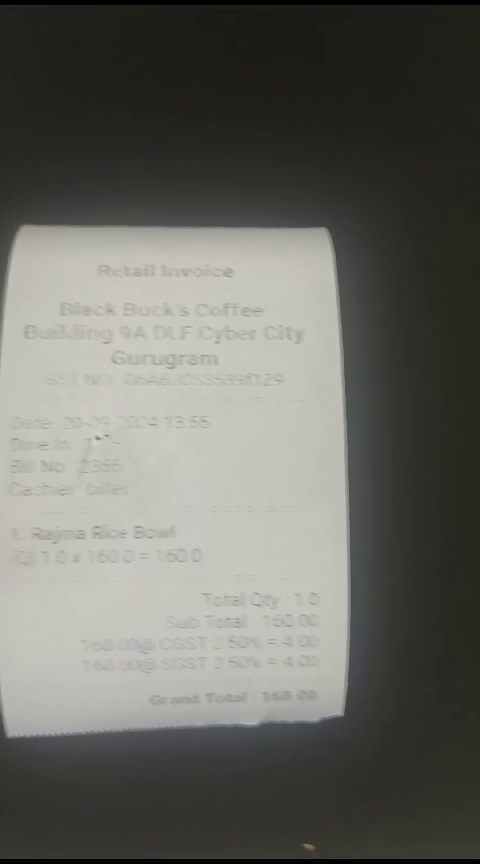 Retail Invoice
Black Buck's Coffee
Building 9A DLF Cyber City
Gurugram
GST NO
Date: 20-09-2024 13:55
Dine In
Bill No: 2366
Cashier: biller
1. Rajma Rice Bowl
(Q) 1.0 x 160.0 = 160.0
Total Qty : 1.0
Sub Total : 160.00
160.00@ CGST 2.50% = 4.00
160.00@ SGST 2.50% = 4.00
Grand Total : 168.00